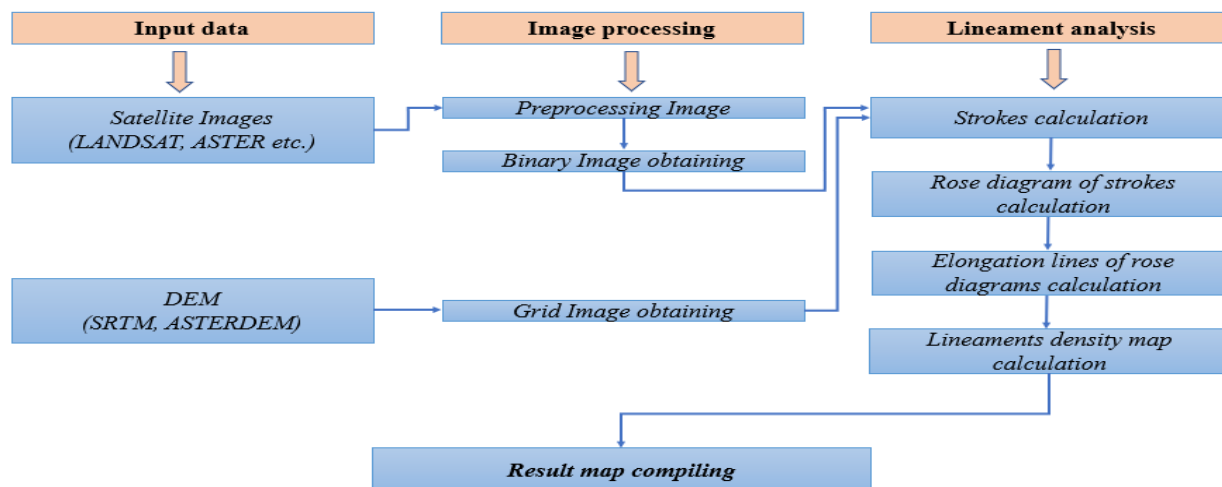 Input data
Image processing
Lineament analysis
Satellite Images
(LANDSAT, ASTER etc.)
Preprocessing Image
Binary Image obtaining
Strokes calculation
Rose diagram of strokes
calculation
Elongation lines of rose
diagrams calculation
DEM
(SRTM, ASTERDEM)
Grid Image obtaining
Lineaments density map
calculation
Result map compiling